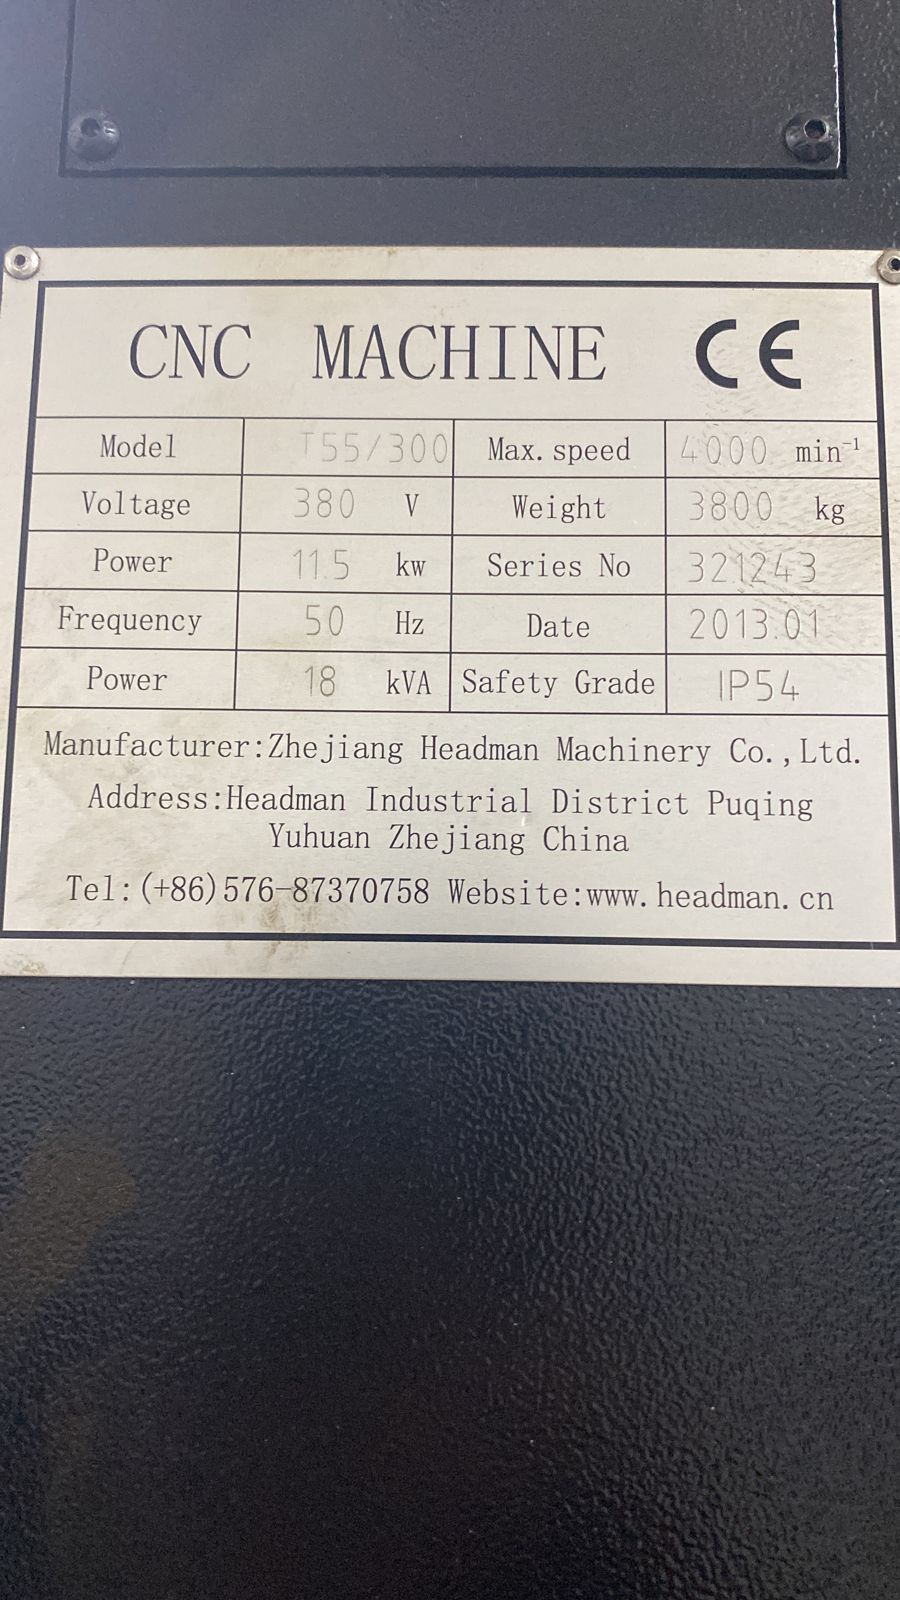 CNC MACHINE CE
Model T55/300 Max. speed 4000 min⁻¹
Voltage 380 V Weight 3800 kg
Power 11.5 kw Series No 321243
Frequency 50 Hz Date 2013.01
Power 18 kVA Safety Grade IP54
Manufacturer:Zhejiang Headman Machinery Co.,Ltd.
Address:Headman Industrial District Puqing
Yuhuan Zhejiang China
Tel:(+86)576-87370758 Website:www.headman.cn